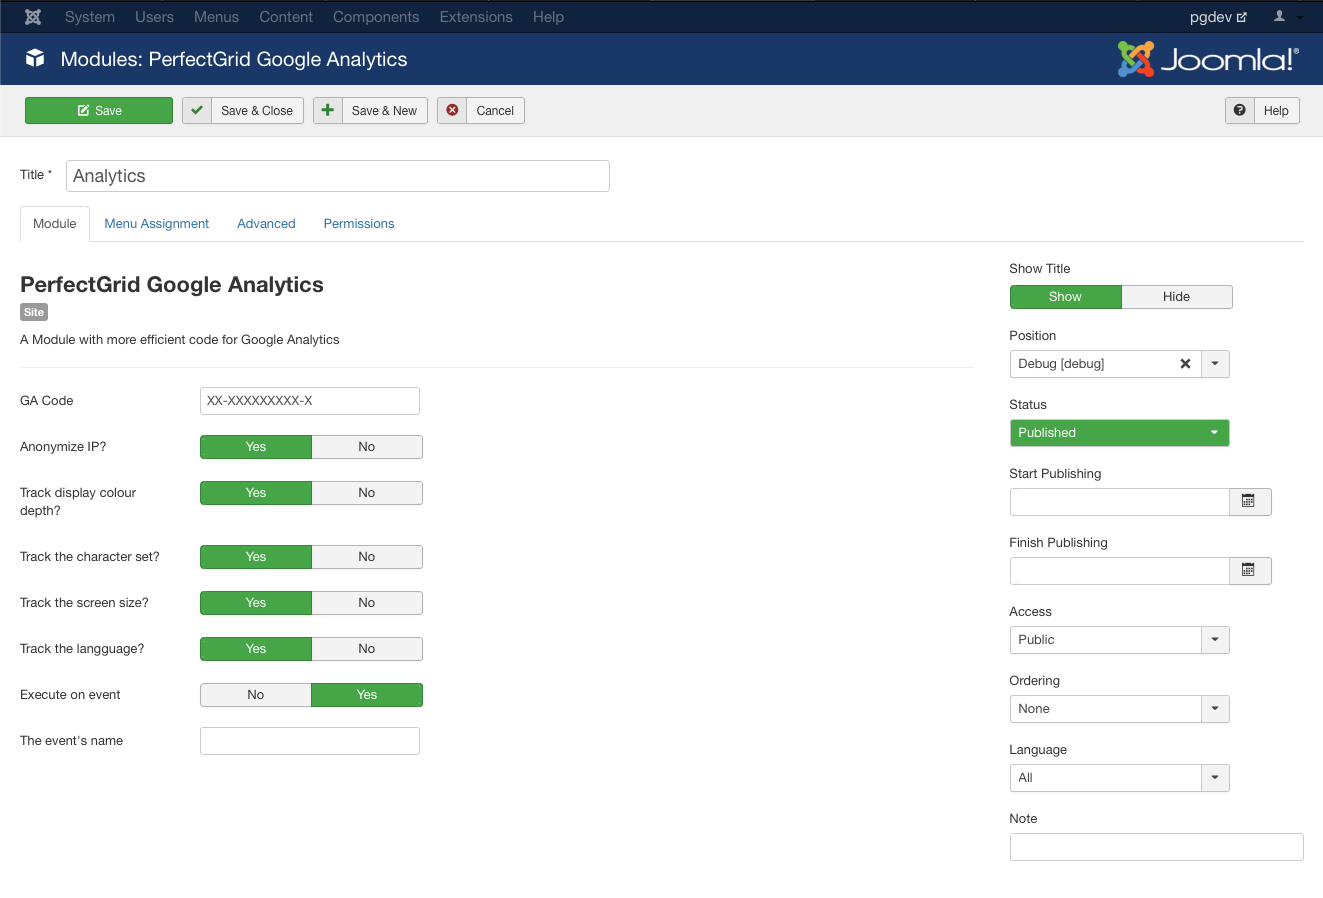 System Users Menus Content Components Extensions Help pgdev
Modules: PerfectGrid Google Analytics Joomla!®
Save Save & Close Save & New Cancel Help
Title * Analytics
Module Menu Assignment Advanced Permissions
PerfectGrid Google Analytics
Site
A Module with more efficient code for Google Analytics
GA Code XX-XXXXXXXXX-X
Anonymize IP? Yes No
Track display colour
depth?
Yes No
Track the character set? Yes No
Track the screen size? Yes No
Track the langguage? Yes No
Execute on event No Yes
The event's name
Show Title
Show Hide
Position
Debug [debug]
Status
Published
Start Publishing
Finish Publishing
Access
Public
Ordering
None
Language
All
Note